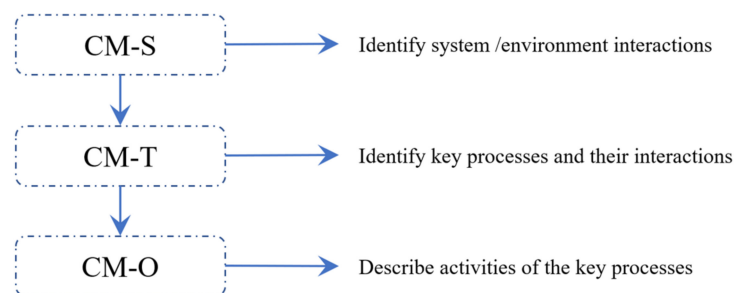 CM-S
Identify system /environment interactions
CM-T
Identify key processes and their interactions
CM-O
Describe activities of the key processes